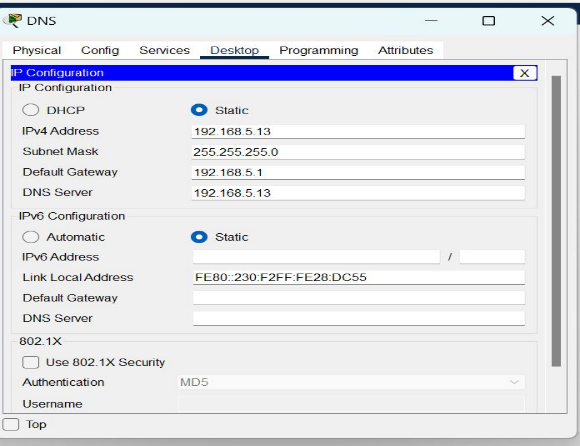 DNS
Physical Config Services Desktop Programming Attributes
IP Configuration X
IP Configuration
DHCP Static
IPv4 Address 192.168.5.13
Subnet Mask 255.255.255.0
Default Gateway 192.168.5.1
DNS Server 192.168.5.13
IPv6 Configuration
Automatic Static
IPv6 Address /
Link Local Address FE80::230:F2FF:FE28:DC55
Default Gateway
DNS Server
802.1X
Use 802.1X Security
Authentication MD5
Username
Top